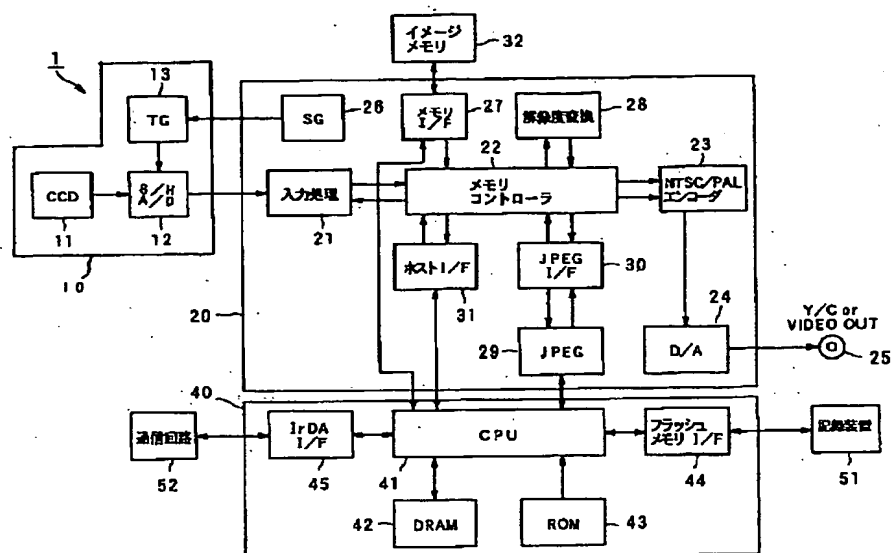 イメージ
メモリ
32
1
13
TG
SG
26
メモリ
I/F
27
解像度変換
28
22
メモリ
コントローラ
23
NTSC/PAL
エンコーダ
CCD
11
S/H
A/D
12
10
入力処理
21
ホスト I/F
31
JPEG
I/F
30
20
29
JPEG
24
D/A
Y/C or
VIDEO OUT
25
40
通信回路
52
IrDA
I/F
45
CPU
41
フラッシュ
メモリ I/F
44
記録装置
51
42
DRAM
ROM
43